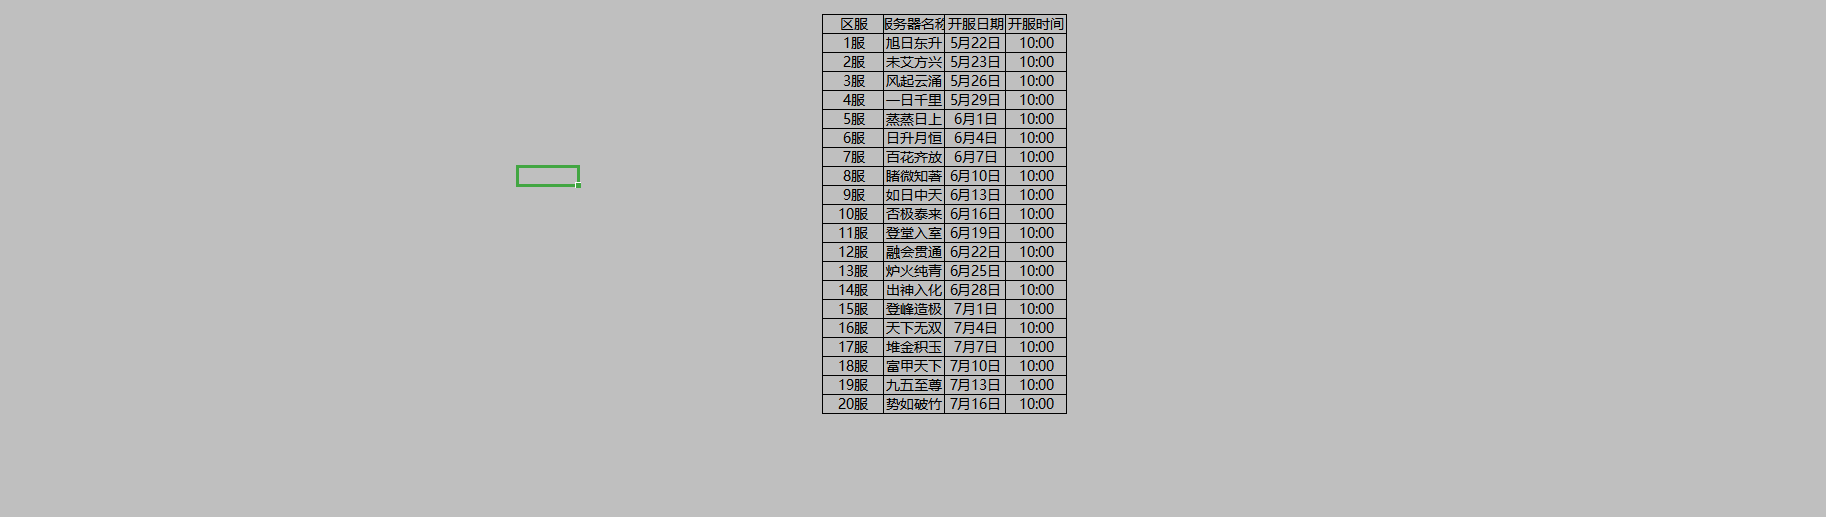 区服 服务器名称 开服日期 开服时间
1服 旭日东升 5月22日 10:00
2服 未艾方兴 5月23日 10:00
3服 风起云涌 5月26日 10:00
4服 一日千里 5月29日 10:00
5服 蒸蒸日上 6月1日 10:00
6服 日升月恒 6月4日 10:00
7服 百花齐放 6月7日 10:00
8服 睹微知著 6月10日 10:00
9服 如日中天 6月13日 10:00
10服 否极泰来 6月16日 10:00
11服 登堂入室 6月19日 10:00
12服 融会贯通 6月22日 10:00
13服 炉火纯青 6月25日 10:00
14服 出神入化 6月28日 10:00
15服 登峰造极 7月1日 10:00
16服 天下无双 7月4日 10:00
17服 堆金积玉 7月7日 10:00
18服 富甲天下 7月10日 10:00
19服 九五至尊 7月13日 10:00
20服 势如破竹 7月16日 10:00